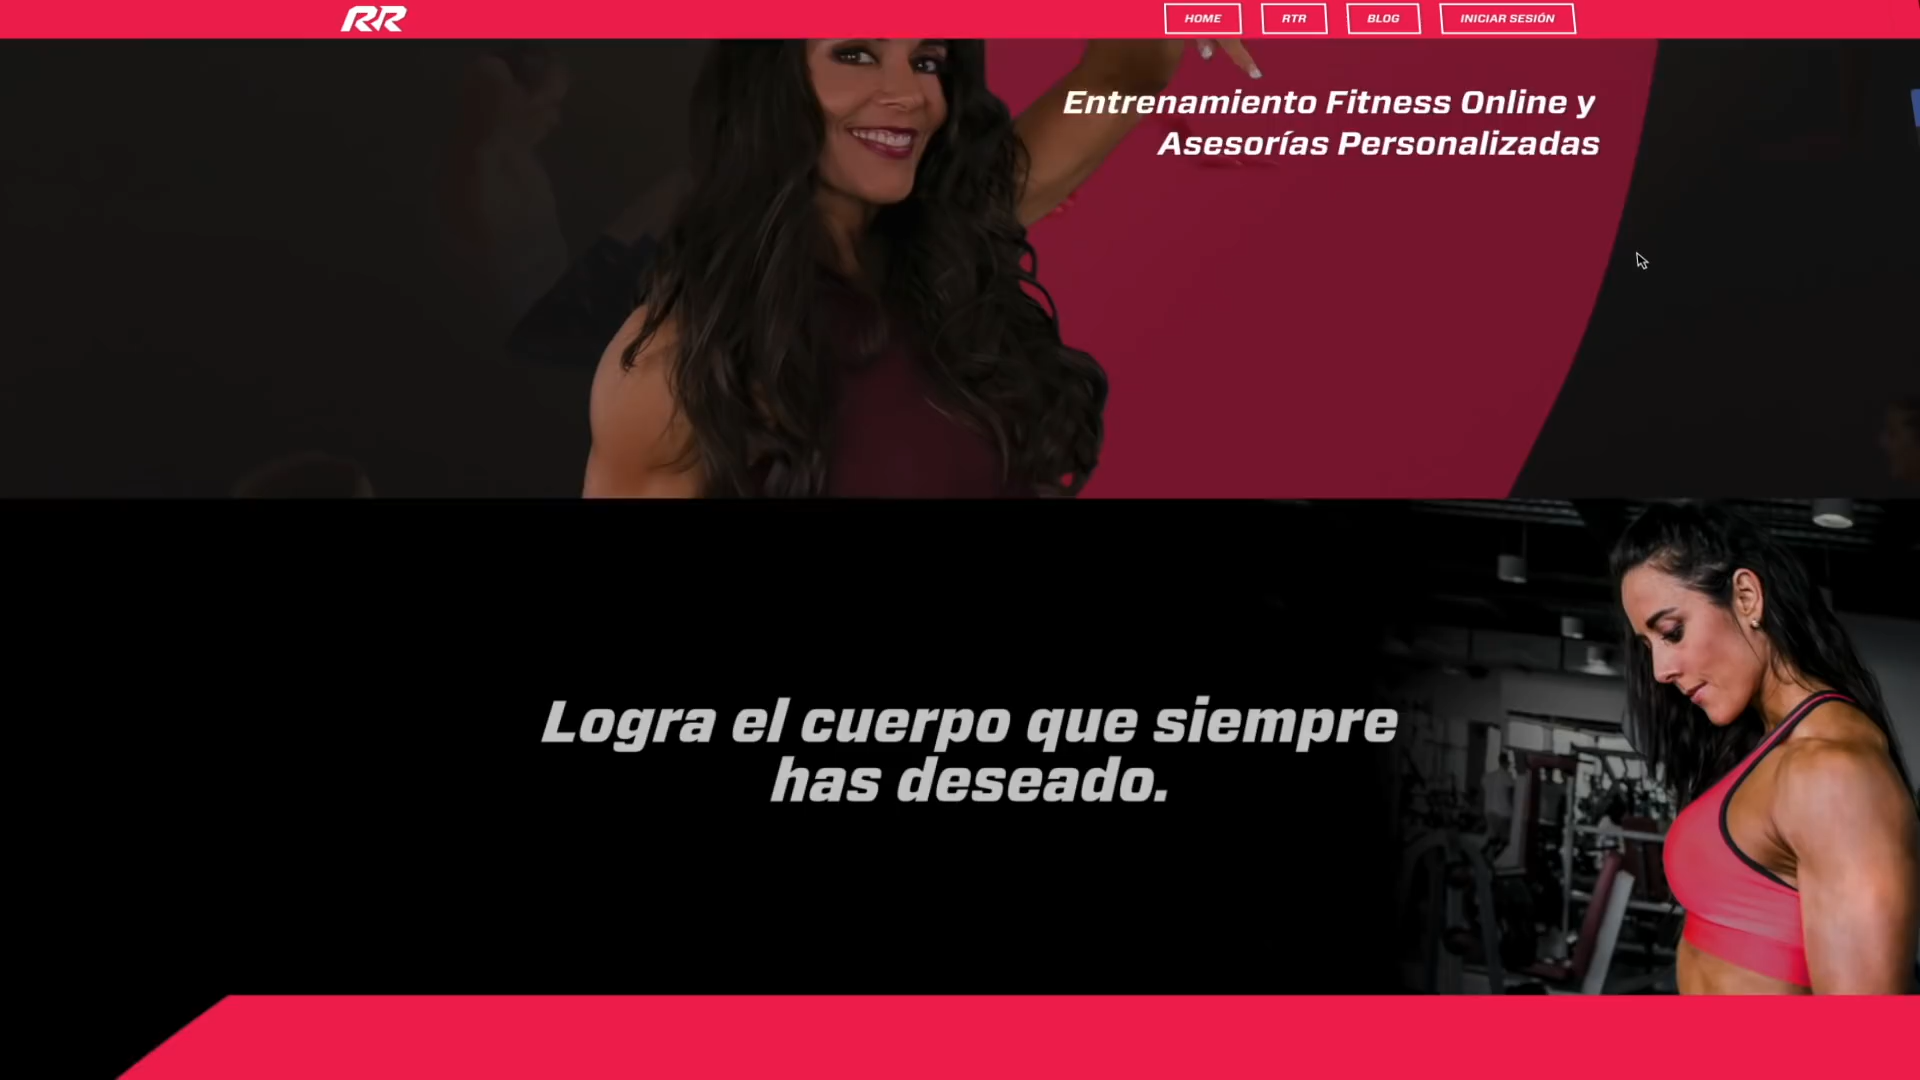 RR
HOME
RTR
BLOG
INICIAR SESIÓN
Entrenamiento Fitness Online y
Asesorías Personalizadas
Logra el cuerpo que siempre
has deseado.